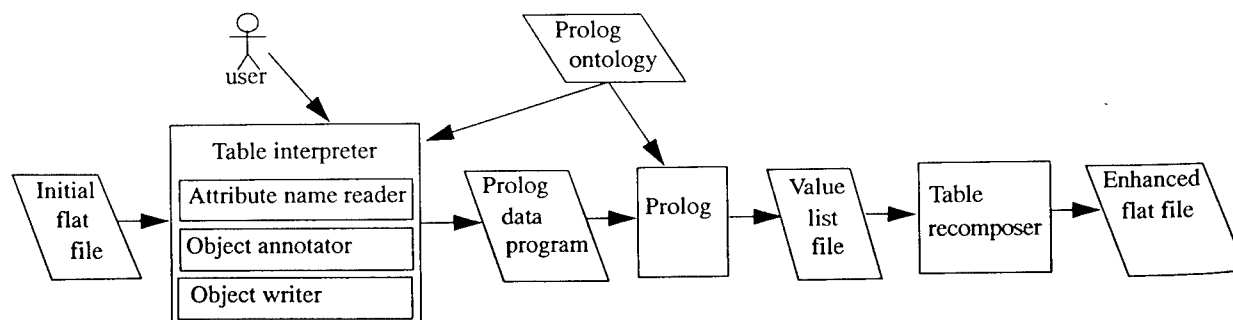 user
Prolog
ontology
Table interpreter
Attribute name reader
Object annotator
Object writer
Initial
flat
file
Prolog
data
program
Prolog
Value
list
file
Table
recomposer
Enhanced
flat file